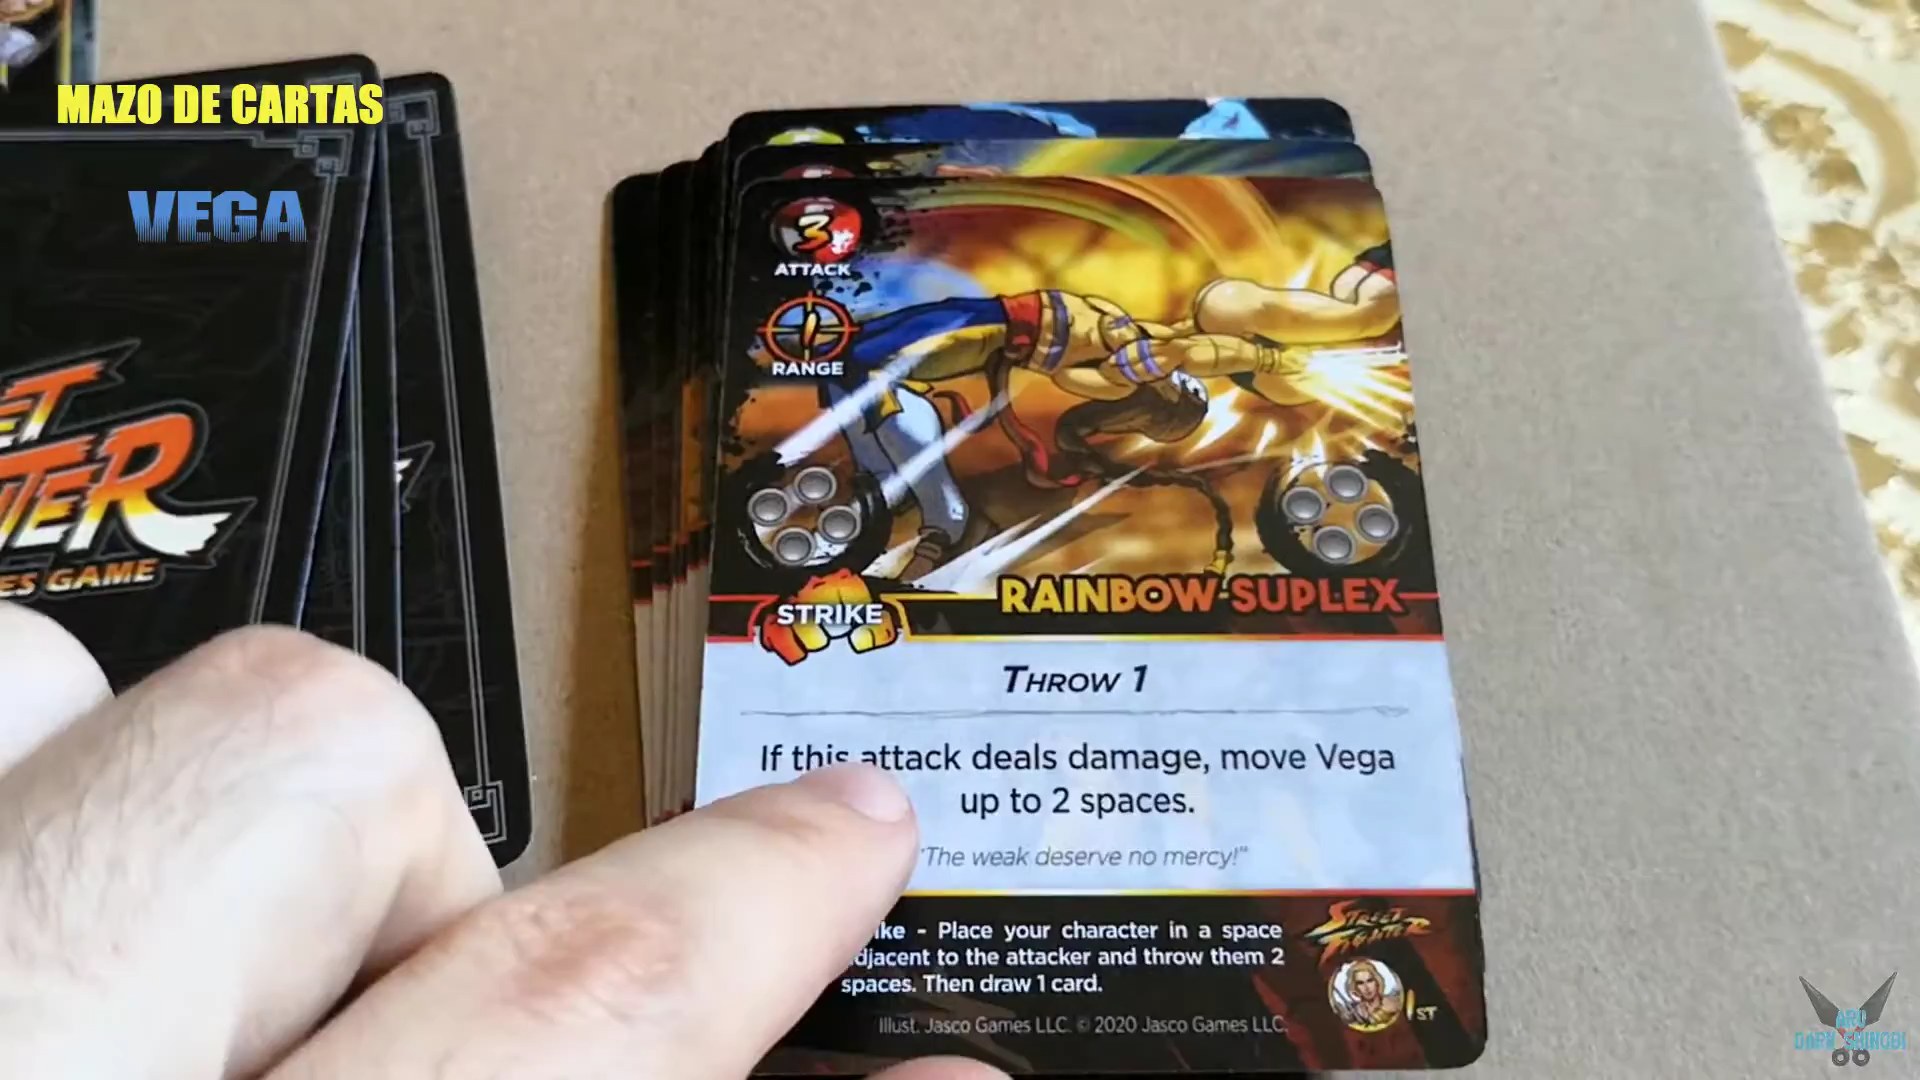 MAZO DE CARTAS
VEGA
3
ATTACK
1
RANGE
STRIKE
RAINBOW SUPLEX
THROW 1
If this attack deals damage, move Vega
up to 2 spaces.
"The weak deserve no mercy!"
- Place your character in a space
to the attacker and throw them 2
spaces. Then draw 1 card.
STREET
FIGHTER
1ST
Illust. Jasco Games LLC. © 2020 Jasco Games LLC.
GAME